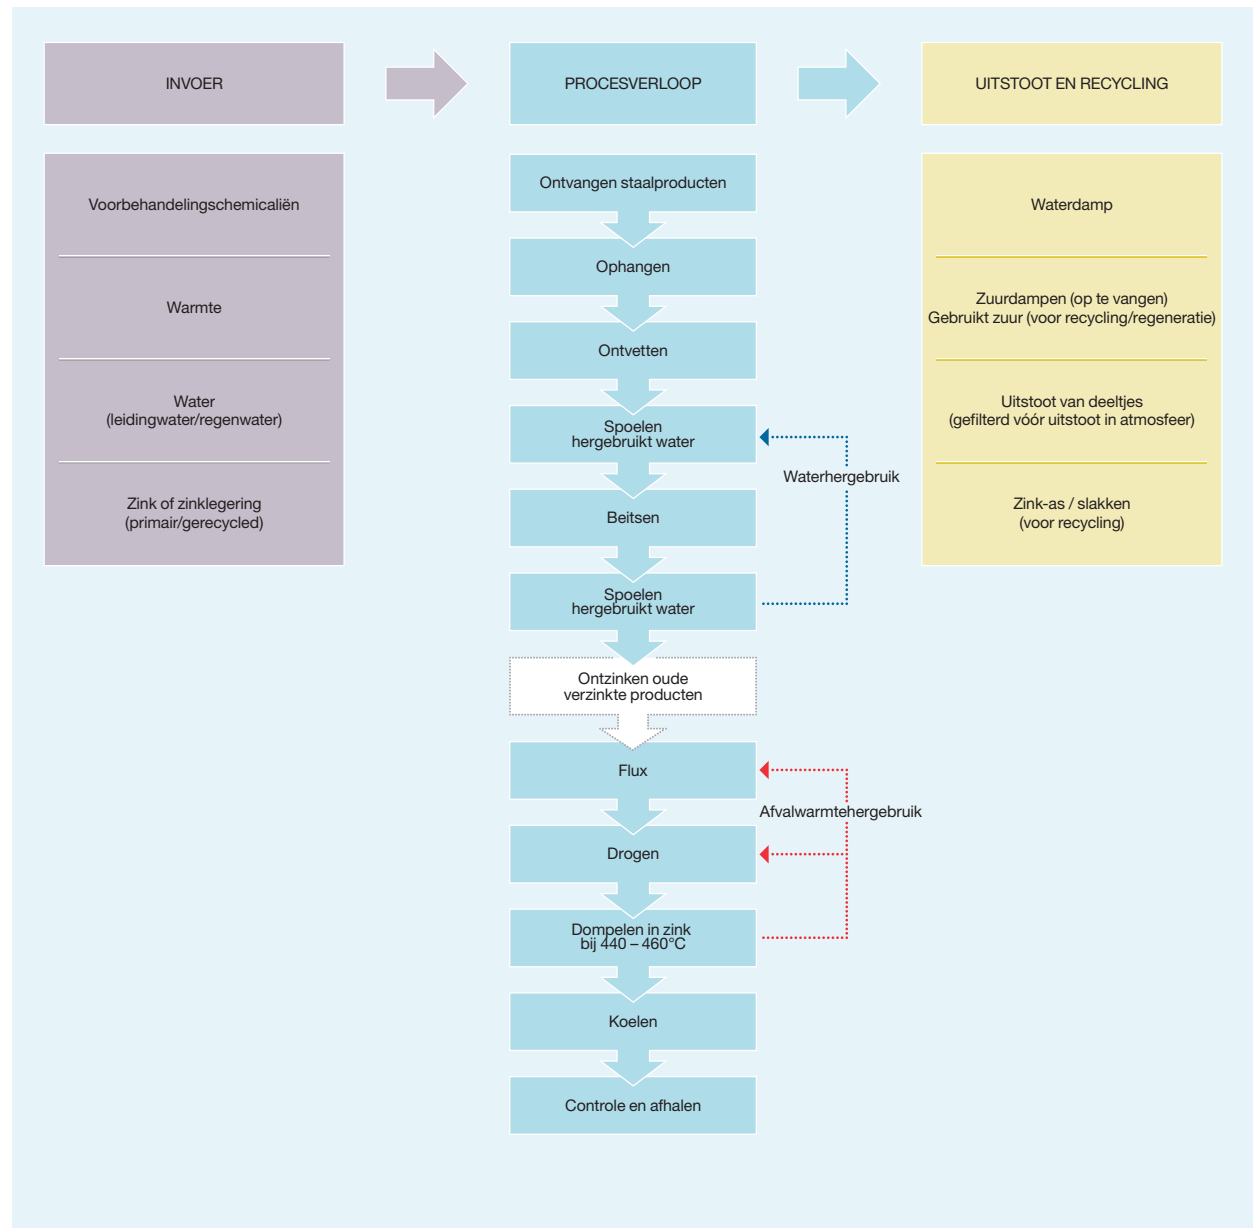 INVOER
PROCESVERLOOP
UITSTOOT EN RECYCLING
Voorbehandelingschemicaliën
Warmte
Water
(leidingwater/regenwater)
Zink of zinklegering
(primair/gerecycled)
Ontvangen staalproducten
Ophangen
Ontvetten
Spoelen
hergebruikt water
Waterhergebruik
Beitsen
Spoelen
hergebruikt water
Ontzinken oude
verzinkte producten
Flux
Afvalwarmtehergebruik
Drogen
Dompelen in zink
bij 440 – 460°C
Koelen
Controle en afhalen
Waterdamp
Zuurdampen (op te vangen)
Gebruikt zuur (voor recycling/regeneratie)
Uitstoot van deeltjes
(gefilterd vóór uitstoot in atmosfeer)
Zink-as / slakken
(voor recycling)